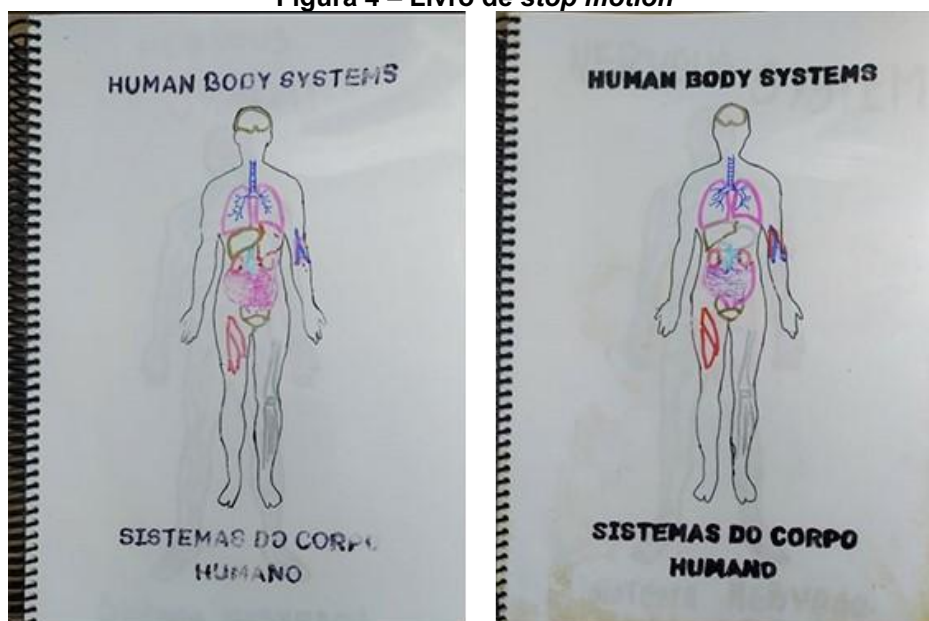 Figura 4 – Livro de stop motion
HUMAN BODY SYSTEMS
SISTEMAS DO CORPO
HUMANO
HUMAN BODY SYSTEMS
SISTEMAS DO CORPO
HUMANO